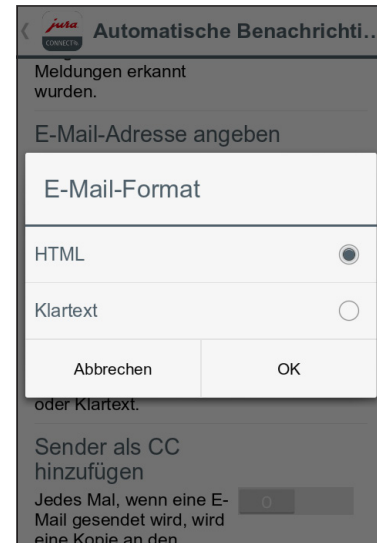 jura
CONNECT
Automatische Benachrichti..
Meldungen erkannt
wurden.
E-Mail-Adresse angeben
E-Mail-Format
HTML
Klartext
Abbrechen
OK
oder Klartext.
Sender als CC
hinzufügen
Jedes Mal, wenn eine E-
Mail gesendet wird, wird
eine Kopie an den
O